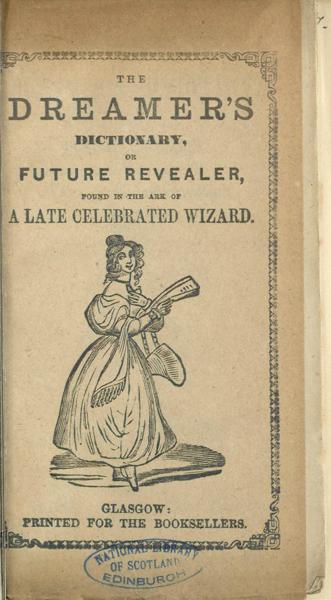 THE
DREAMER'S
DICTIONARY,
OR
FUTURE REVEALER,
FOUND IN THE ARK OF
A LATE CELEBRATED WIZARD.
GLASGOW:
PRINTED FOR THE BOOKSELLERS.
NATIONAL LIBRARY
OF SCOTLAND
EDINBURGH